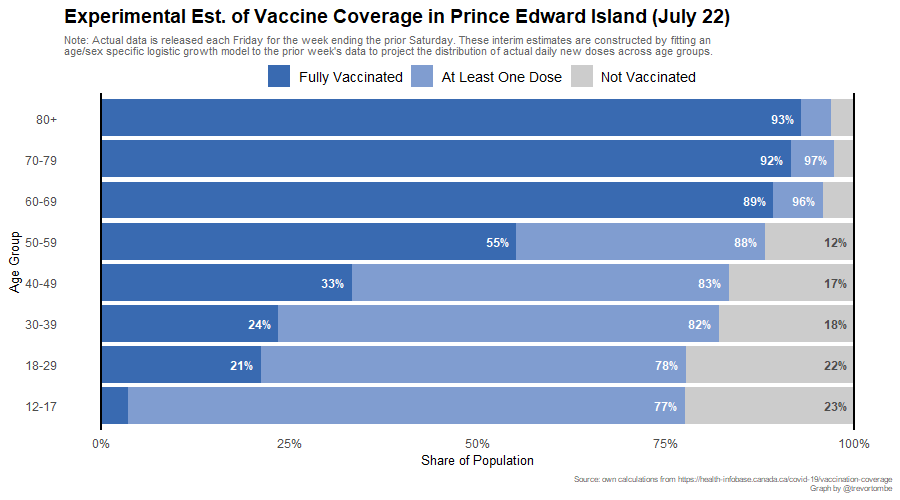 Experimental Est. of Vaccine Coverage in Prince Edward Island (July 22)
Note: Actual data is released each Friday for the week ending the prior Saturday. These interim estimates are constructed by fitting an
age/sex specific logistic growth model to the prior week's data to project the distribution of actual daily new doses across age groups.
Fully Vaccinated At Least One Dose Not Vaccinated
80+ 93%
70-79 92% 97%
60-69 89% 96%
50-59 55% 88% 12%
40-49 33% 83% 17%
30-39 24% 82% 18%
18-29 21% 78% 22%
12-17 77% 23%
Age Group
0% 25% 50% 75% 100%
Share of Population
Source: own calculations from https://health-infobase.canada.ca/covid-19/vaccination-coverage
Graph by @trevortombe